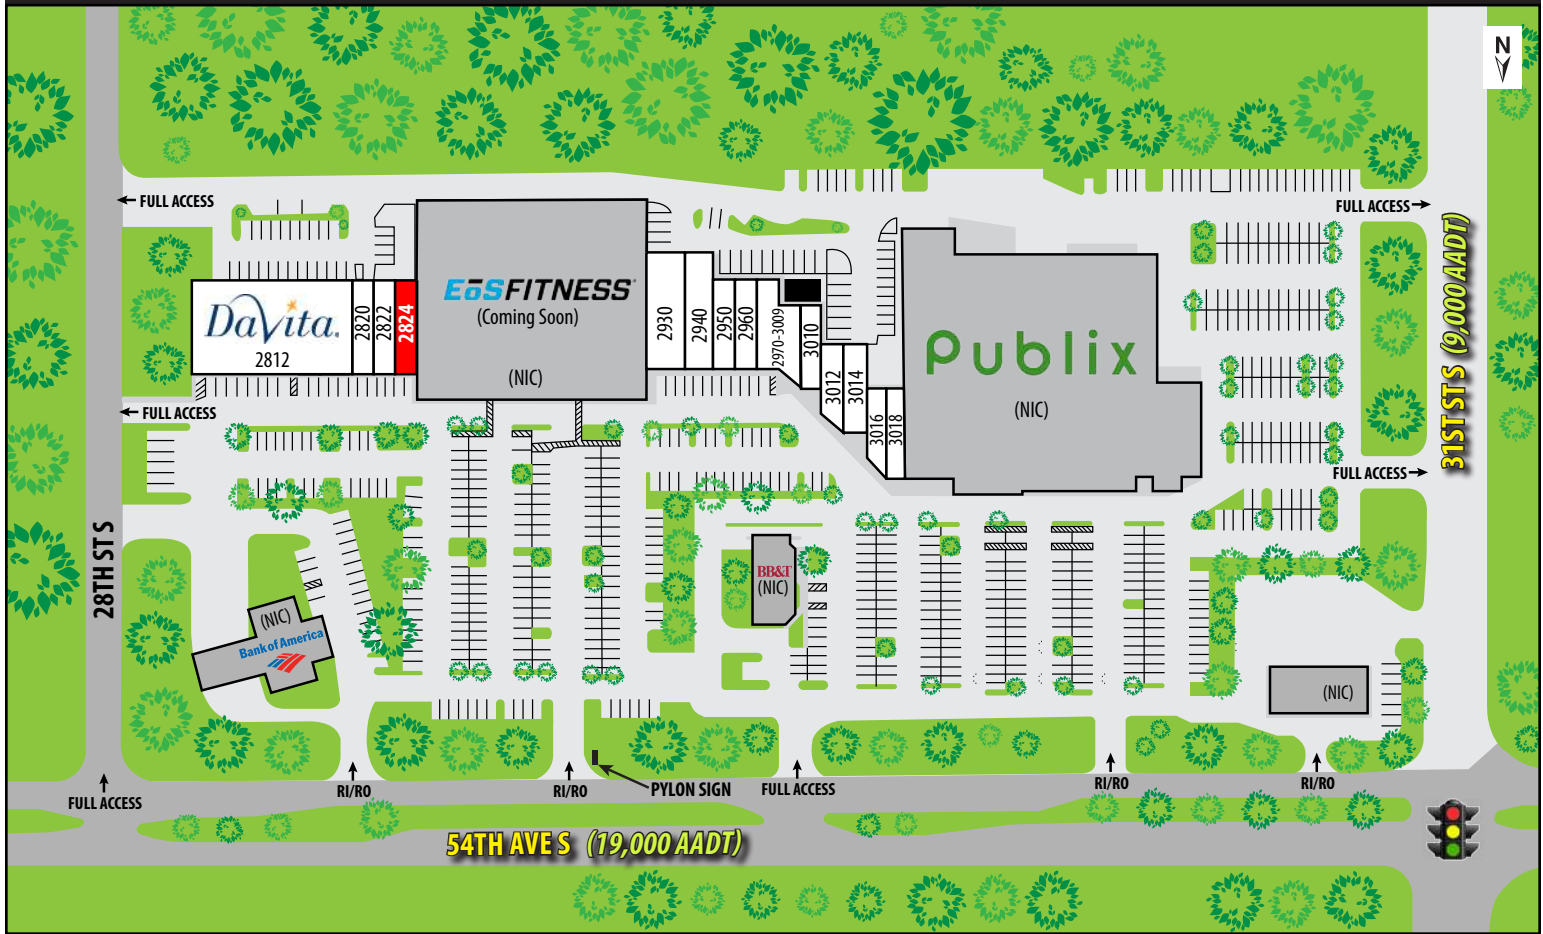 N
FULL ACCESS
FULL ACCESS
31ST ST S (9,000 AADT)
DaVita.
2812
2820
2822
2824
EōSFITNESS
(Coming Soon)
(NIC)
2930
2940
2950
2960
2970-3009
3010
3012
3014
3016
3018
Publix
(NIC)
FULL ACCESS
FULL ACCESS
28TH ST S
(NIC)
Bank of America
BB&T
(NIC)
(NIC)
FULL ACCESS
RI/RO
RI/RO
PYLON SIGN
FULL ACCESS
RI/RO
RI/RO
54TH AVE S (19,000 AADT)